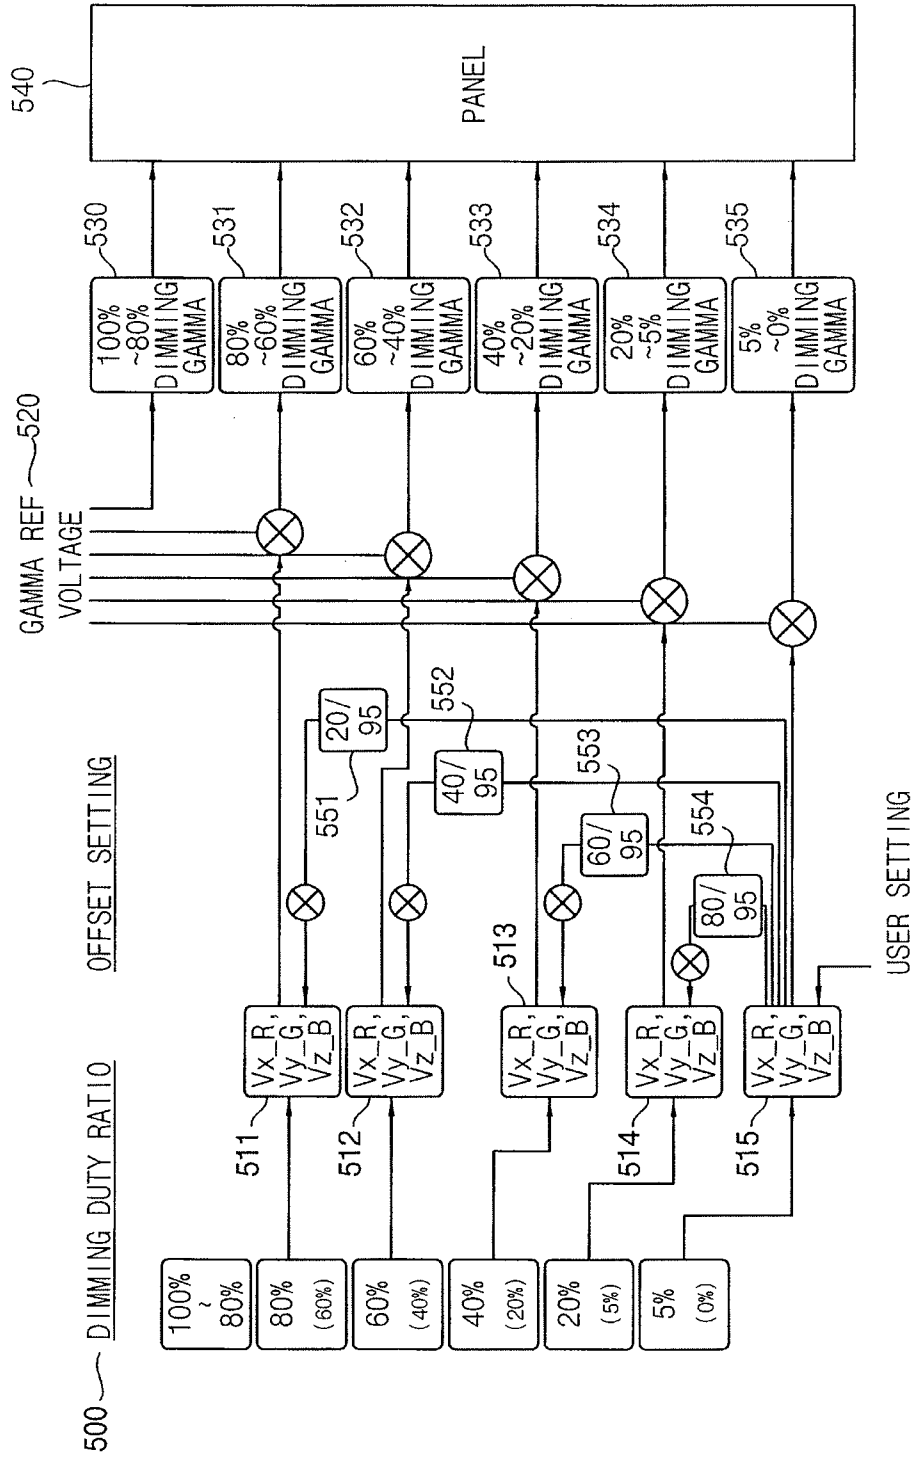 500
DIMMING DUTY RATIO
OFFSET SETTING
GAMMA REF
VOLTAGE
520
540
100%
~
80%
80%
(60%)
60%
(40%)
40%
(20%)
20%
(5%)
5%
(0%)
511
Vx_R,
Vy_G,
Vz_B
512
Vx_R,
Vy_G,
Vz_B
513
Vx_R,
Vy_G,
Vz_B
514
Vx_R,
Vy_G,
Vz_B
515
Vx_R,
Vy_G,
Vz_B
USER SETTING
20/
95
551
40/
95
552
60/
95
553
80/
95
554
530
100%
~80%
DIMMING
GAMMA
531
80%
~60%
DIMMING
GAMMA
532
60%
~40%
DIMMING
GAMMA
533
40%
~20%
DIMMING
GAMMA
534
20%
~5%
DIMMING
GAMMA
535
5%
~0%
DIMMING
GAMMA
PANEL